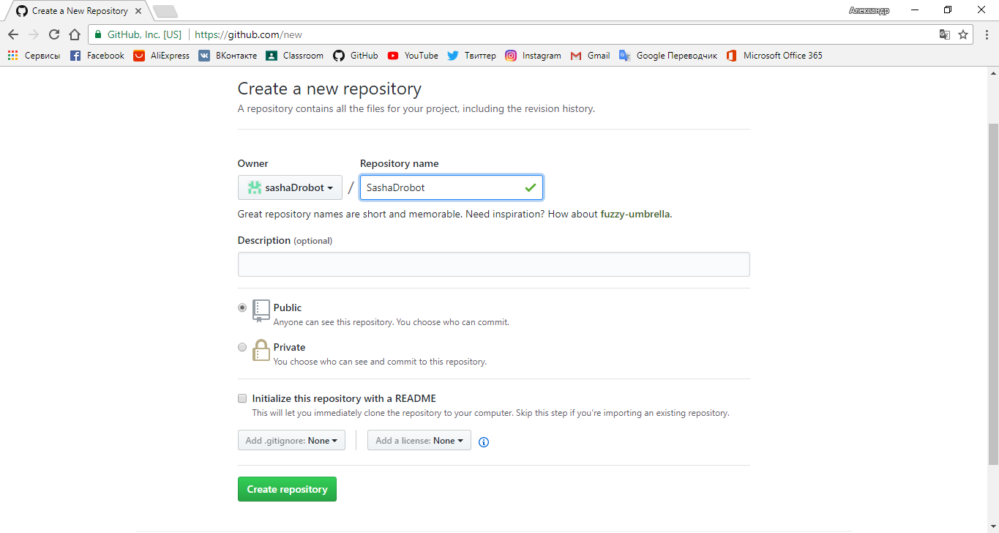 Create a New Repository
Александр
GitHub, Inc. [US] https://github.com/new
Сервисы Facebook AliExpress ВКонтакте Classroom GitHub YouTube Твиттер Instagram Gmail Google Переводчик Microsoft Office 365
Create a new repository
A repository contains all the files for your project, including the revision history.
Owner Repository name
sashaDrobot / SashaDrobot
Great repository names are short and memorable. Need inspiration? How about fuzzy-umbrella.
Description (optional)
Public
Anyone can see this repository. You choose who can commit.
Private
You choose who can see and commit to this repository.
Initialize this repository with a README
This will let you immediately clone the repository to your computer. Skip this step if you’re importing an existing repository.
Add .gitignore: None Add a license: None
Create repository